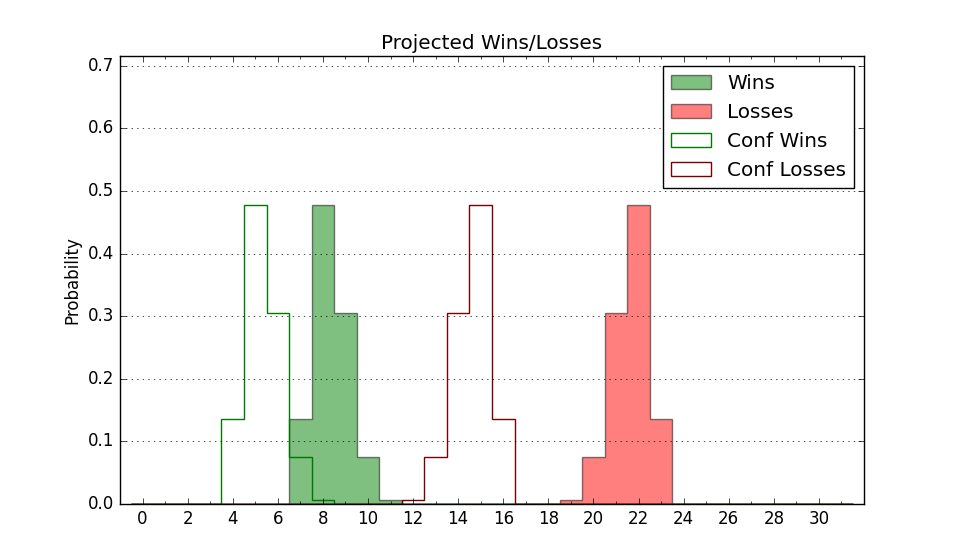 Projected Wins/Losses
Probability
0.7
0.6
0.5
0.4
0.3
0.2
0.1
0.0
0 2 4 6 8 10 12 14 16 18 20 22 24 26 28 30
Wins
Losses
Conf Wins
Conf Losses